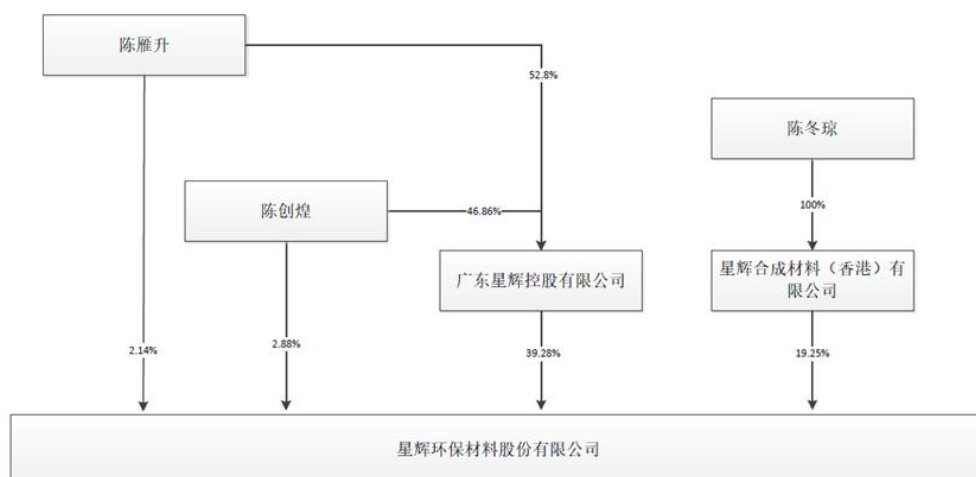 陈雁升
52.8%
陈冬琼
陈创煌
46.86%
100%
广东星辉控股有限公司
星辉合成材料（香港）有
限公司
2.14%
2.88%
39.28%
19.25%
星辉环保材料股份有限公司